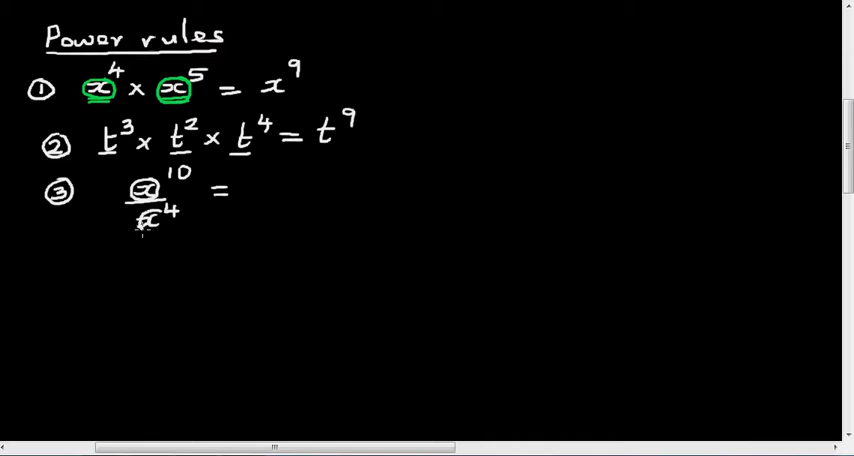 Power rules
① x⁴ × x⁵ = x⁹
② t³ × t² × t⁴ = t⁹
③ x¹⁰/x⁴ =